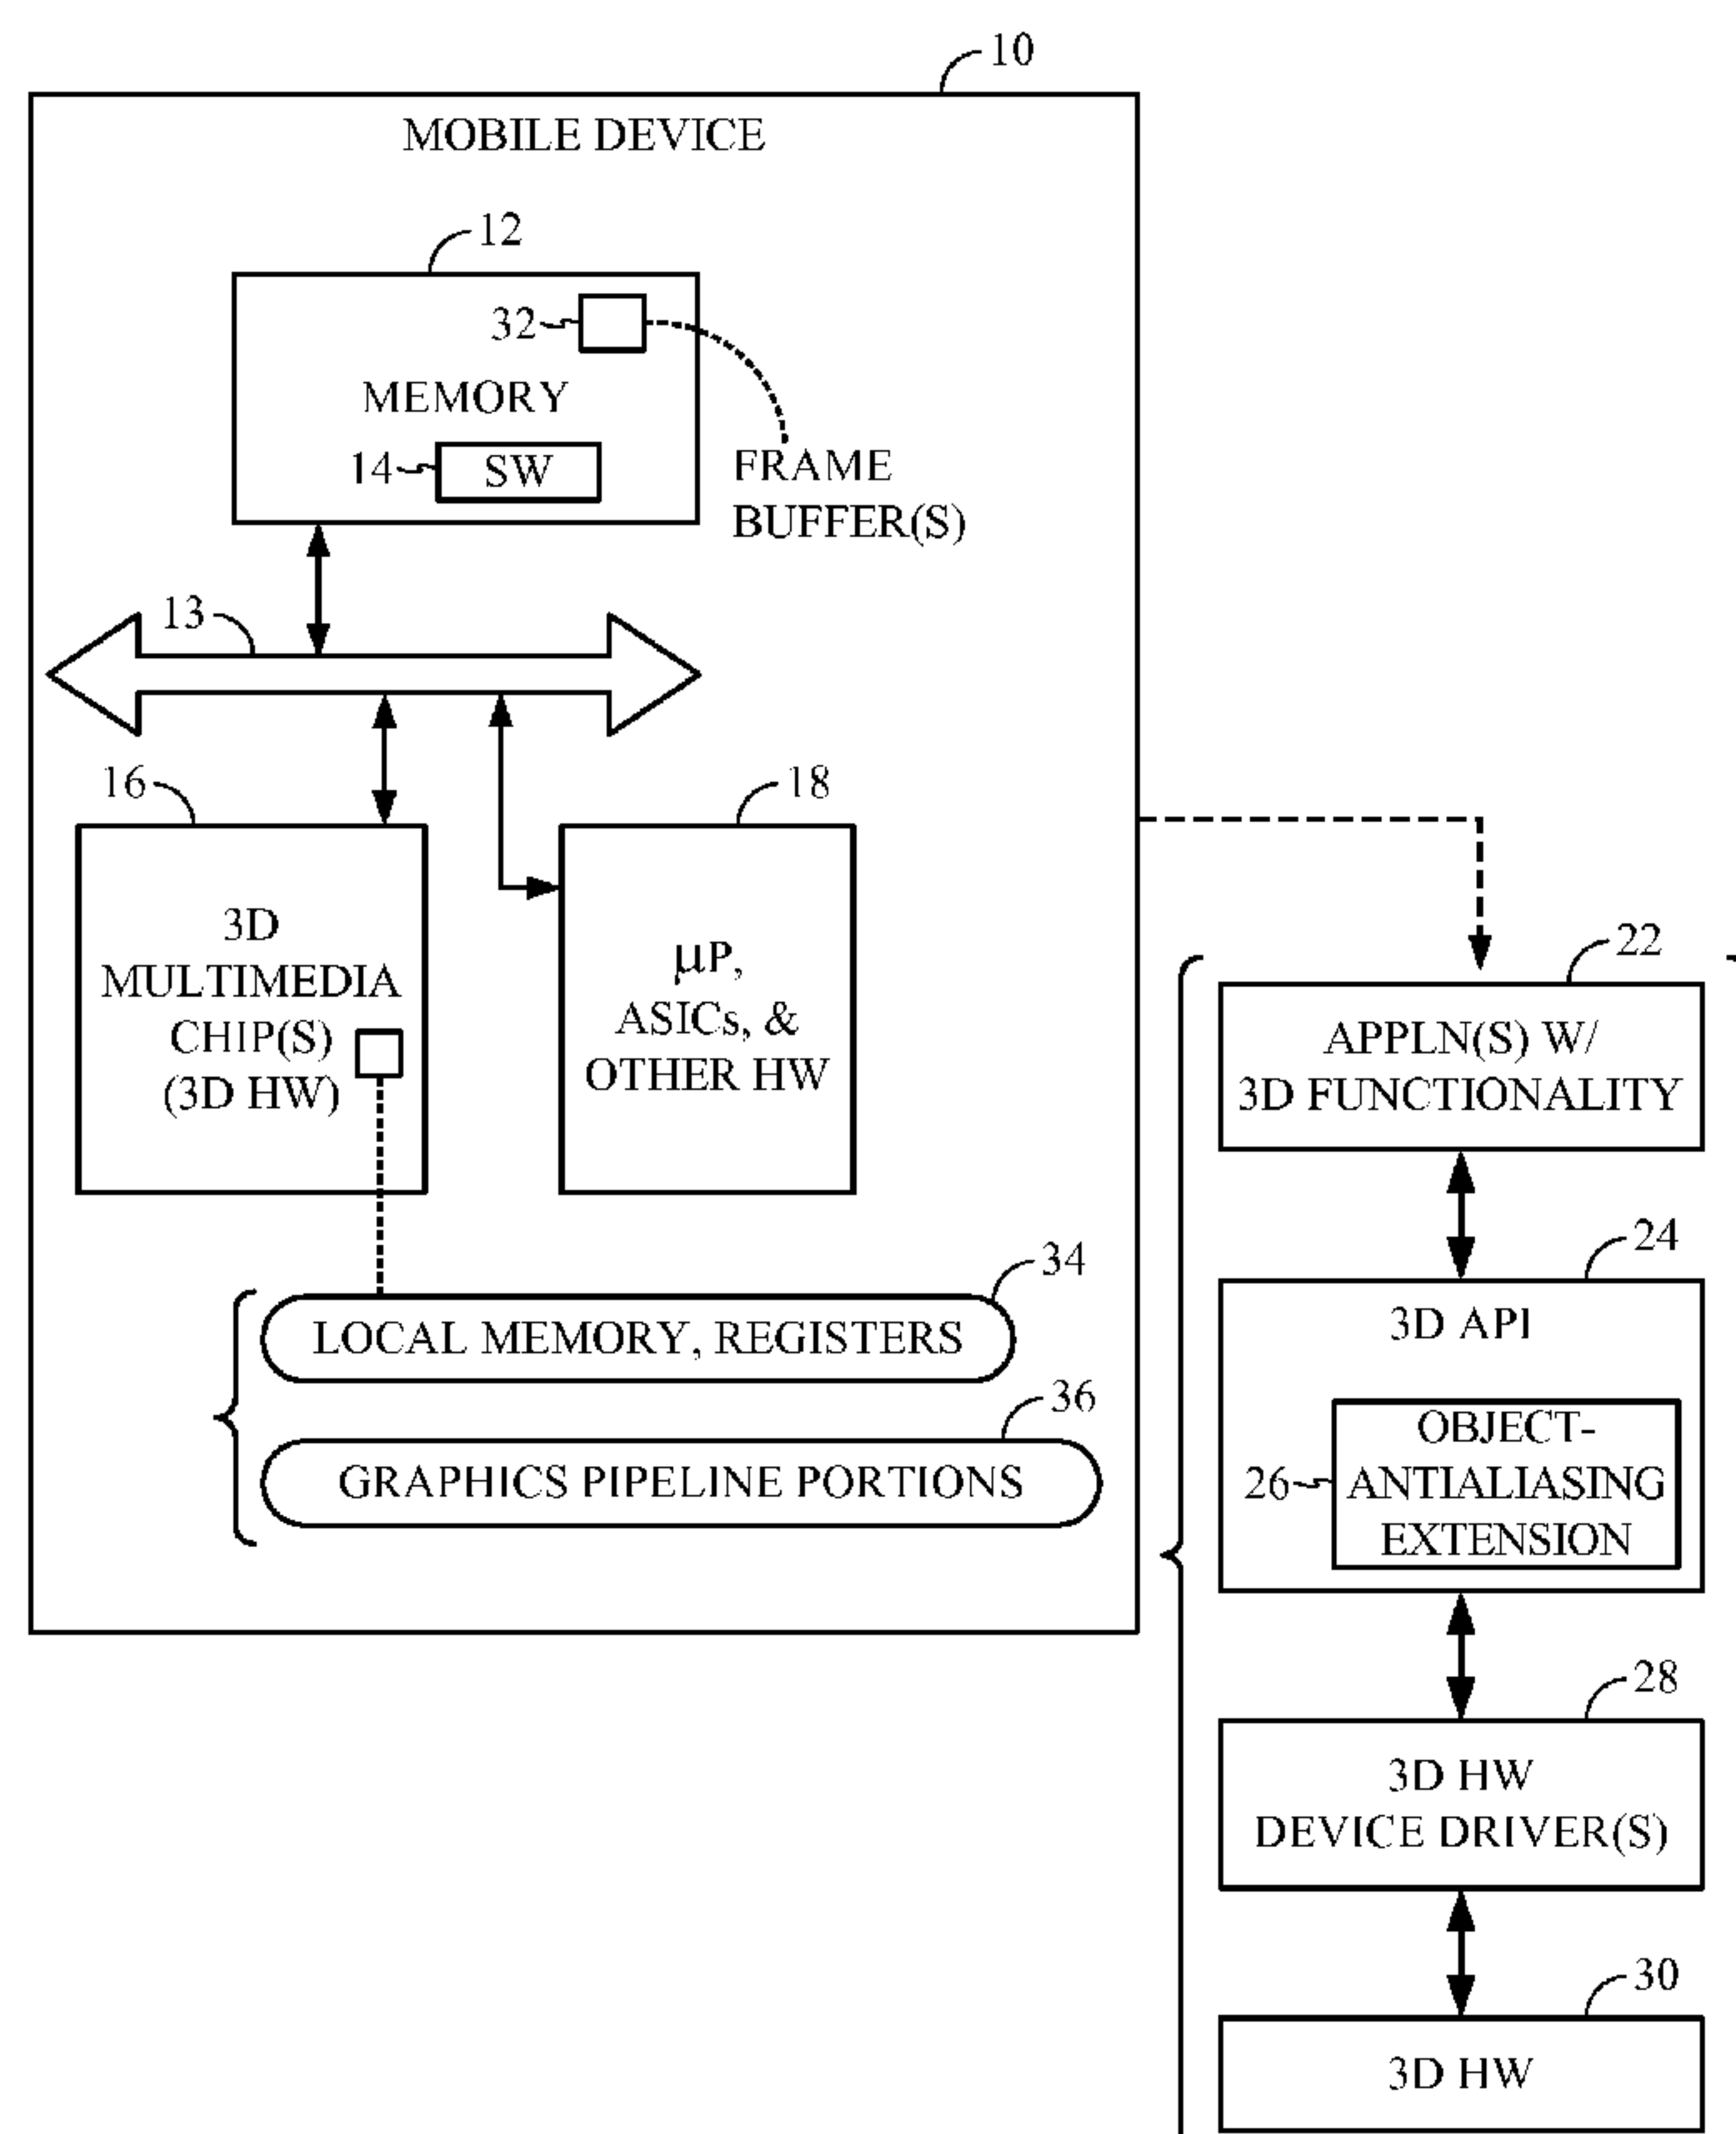 10
MOBILE DEVICE
12
32
MEMORY
14
SW
FRAME
BUFFER(S)
13
16
18
3D
MULTIMEDIA
CHIP(S)
(3D HW)
μP,
ASICs, &
OTHER HW
34
LOCAL MEMORY, REGISTERS
36
GRAPHICS PIPELINE PORTIONS
22
APPLN(S) W/
3D FUNCTIONALITY
24
3D API
OBJECT-
26
ANTIALIASING
EXTENSION
28
3D HW
DEVICE DRIVER(S)
30
3D HW